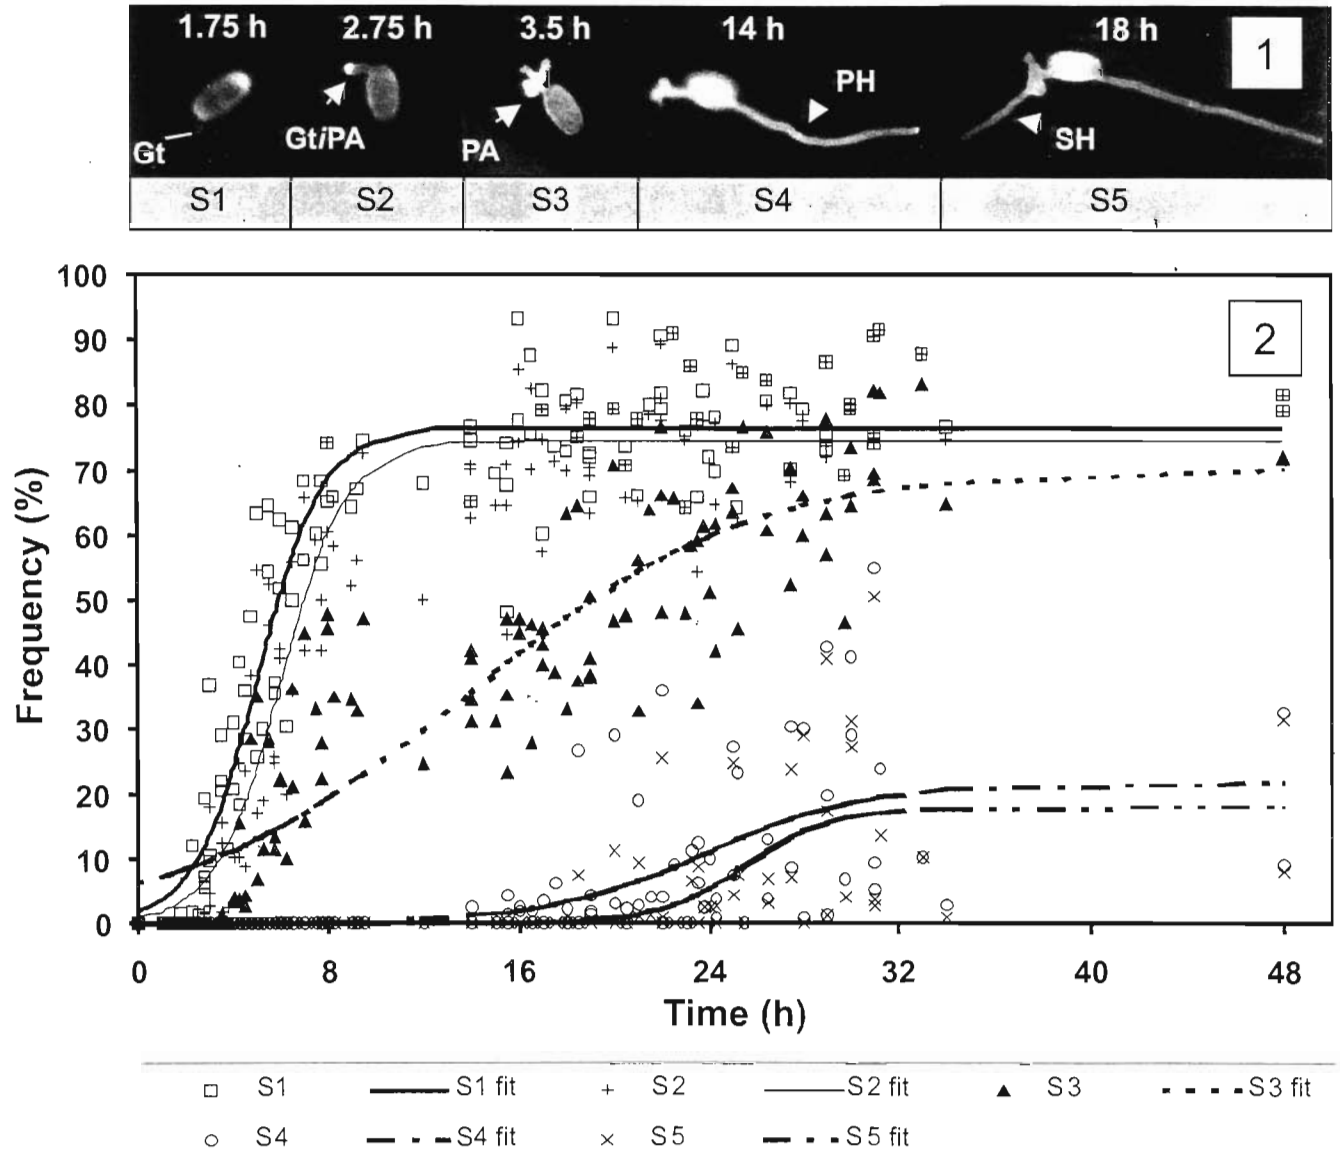 1.75 h 2.75 h 3.5 h 14 h 18 h 1
PH
Gt GtiPA PA SH
S1 S2 S3 S4 S5
100
90
80
70
60
50
40
30
20
10
0
2
Frequency (%)
0 8 16 24 32 40 48
Time (h)
S1 S1 fit S2 S2 fit S3 S3 fit
S4 S4 fit S5 S5 fit